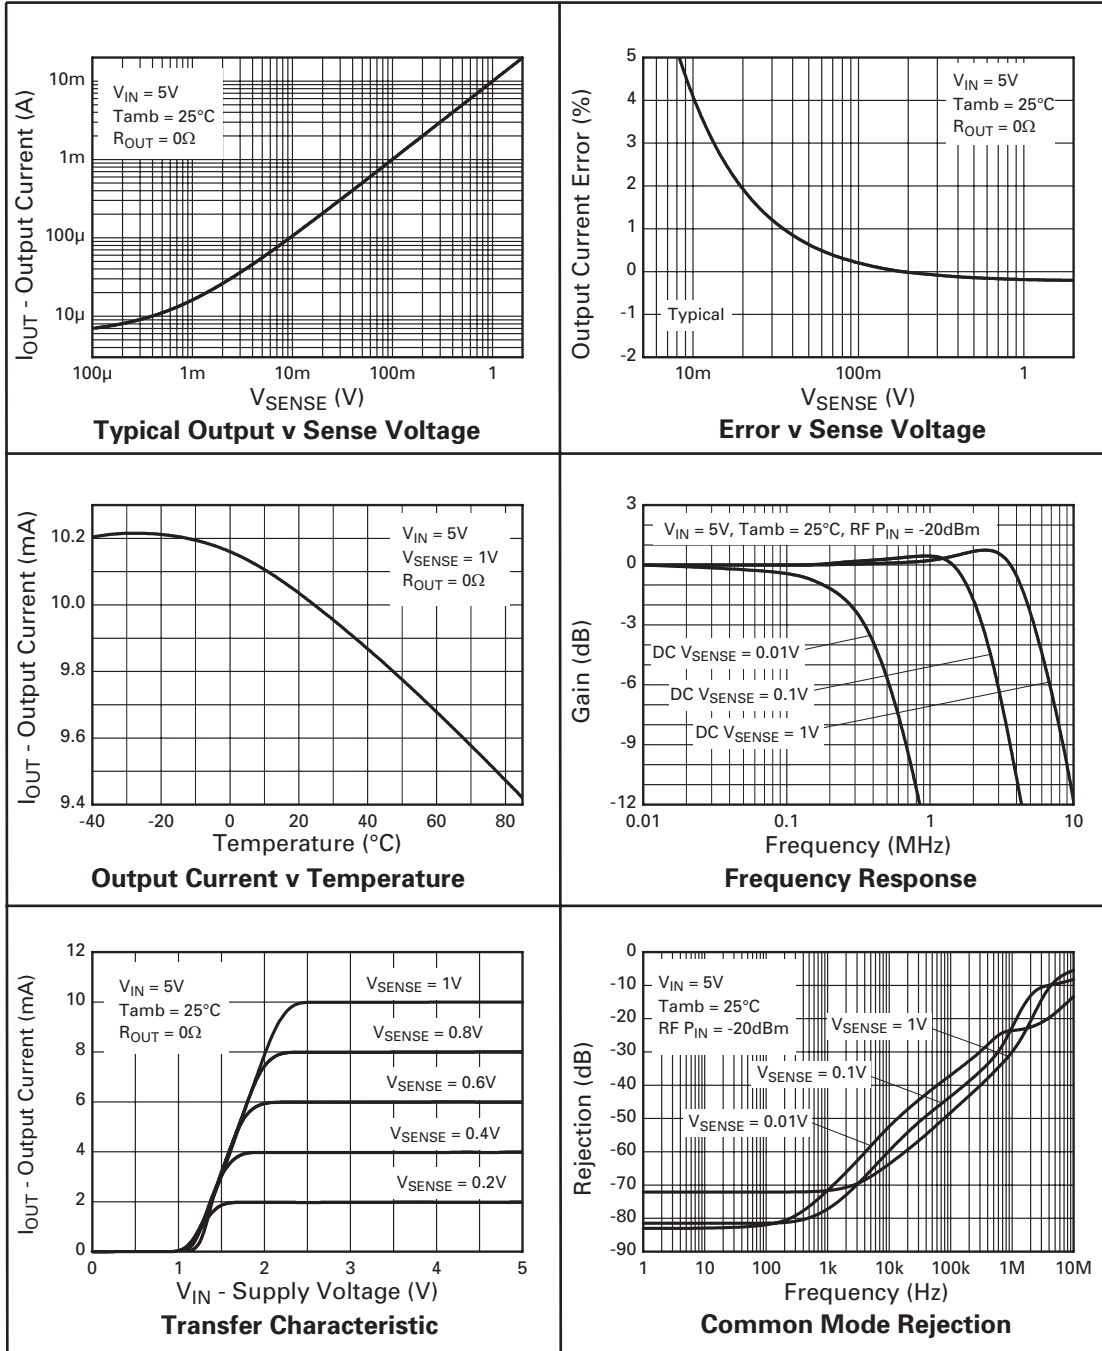 I_OUT - Output Current (A)
10m
1m
100µ
10µ
V_IN = 5V
Tamb = 25°C
R_OUT = 0Ω
100µ 1m 10m 100m 1
V_SENSE (V)
Typical Output v Sense Voltage
Output Current Error (%)
5
4
3
2
1
0
-1
-2
V_IN = 5V
Tamb = 25°C
R_OUT = 0Ω
Typical
10m 100m 1
V_SENSE (V)
Error v Sense Voltage
I_OUT - Output Current (mA)
10.2
10.0
9.8
9.6
9.4
V_IN = 5V
V_SENSE = 1V
R_OUT = 0Ω
-40 -20 0 20 40 60 80
Temperature (°C)
Output Current v Temperature
Gain (dB)
3
0
-3
-6
-9
-12
V_IN = 5V, Tamb = 25°C, RF P_IN = -20dBm
DC V_SENSE = 0.01V
DC V_SENSE = 0.1V
DC V_SENSE = 1V
0.01 0.1 1 10
Frequency (MHz)
Frequency Response
I_OUT - Output Current (mA)
12
10
8
6
4
2
0
V_IN = 5V
Tamb = 25°C
R_OUT = 0Ω
V_SENSE = 1V
V_SENSE = 0.8V
V_SENSE = 0.6V
V_SENSE = 0.4V
V_SENSE = 0.2V
0 1 2 3 4 5
V_IN - Supply Voltage (V)
Transfer Characteristic
Rejection (dB)
0
-10
-20
-30
-40
-50
-60
-70
-80
-90
V_IN = 5V
Tamb = 25°C
RF P_IN = -20dBm
V_SENSE = 1V
V_SENSE = 0.1V
V_SENSE = 0.01V
1 10 100 1k 10k 100k 1M 10M
Frequency (Hz)
Common Mode Rejection